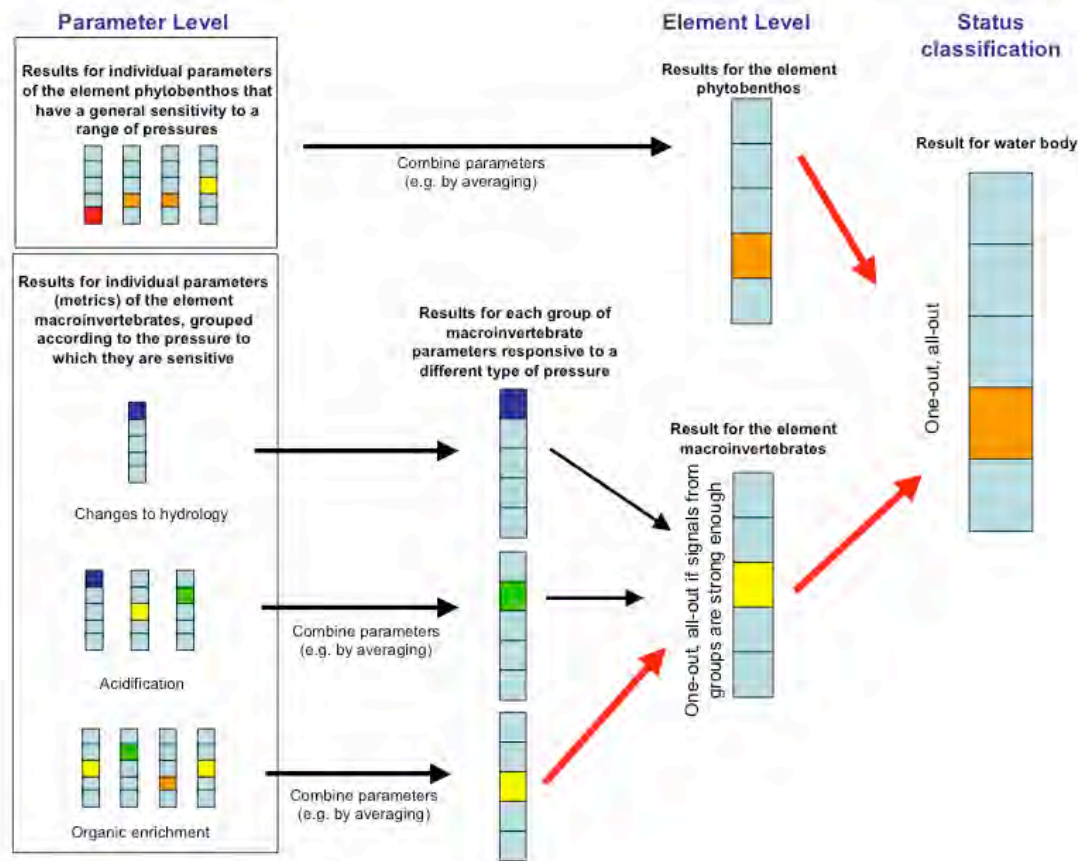 Parameter Level
Element Level
Status
classification
Results for individual parameters
of the element phytobenthos that
have a general sensitivity to a
range of pressures
Combine parameters
(e.g. by averaging)
Results for the element
phytobenthos
Result for water body
One-out, all-out
Results for individual parameters
(metrics) of the element
macroinvertebrates, grouped
according to the pressure to
which they are sensitive
Results for each group of
macroinvertebrate
parameters responsive to a
different type of pressure
Result for the element
macroinvertebrates
One-out, all-out if signals from
groups are strong enough
Changes to hydrology
Combine parameters
(e.g. by averaging)
Acidification
Combine parameters
(e.g. by averaging)
Organic enrichment